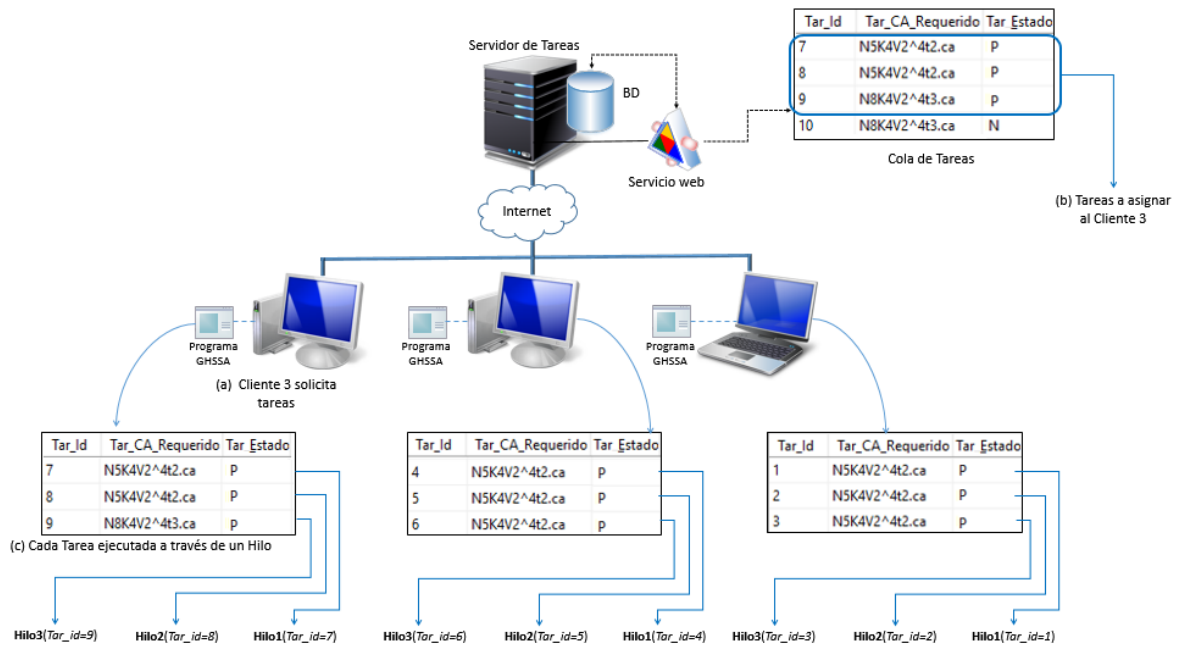 Servidor de Tareas
BD
Servicio web
Internet
Tar_Id Tar_CA_Requerido Tar_Estado
7 N5K4V2^4t2.ca P
8 N5K4V2^4t2.ca P
9 N8K4V2^4t3.ca p
10 N8K4V2^4t3.ca N
Cola de Tareas
(b) Tareas a asignar
al Cliente 3
Programa
GHSSA
Programa
GHSSA
Programa
GHSSA
(a) Cliente 3 solicita
tareas
Tar_Id Tar_CA_Requerido Tar_Estado
7 N5K4V2^4t2.ca P
8 N5K4V2^4t2.ca P
9 N8K4V2^4t3.ca p
Tar_Id Tar_CA_Requerido Tar_Estado
4 N5K4V2^4t2.ca P
5 N5K4V2^4t2.ca P
6 N5K4V2^4t2.ca p
Tar_Id Tar_CA_Requerido Tar_Estado
1 N5K4V2^4t2.ca P
2 N5K4V2^4t2.ca P
3 N5K4V2^4t2.ca p
(c) Cada Tarea ejecutada a través de un Hilo
Hilo3(Tar_id=9) Hilo2(Tar_id=8) Hilo1(Tar_id=7) Hilo3(Tar_id=6) Hilo2(Tar_id=5) Hilo1(Tar_id=4) Hilo3(Tar_id=3) Hilo2(Tar_id=2) Hilo1(Tar_id=1)